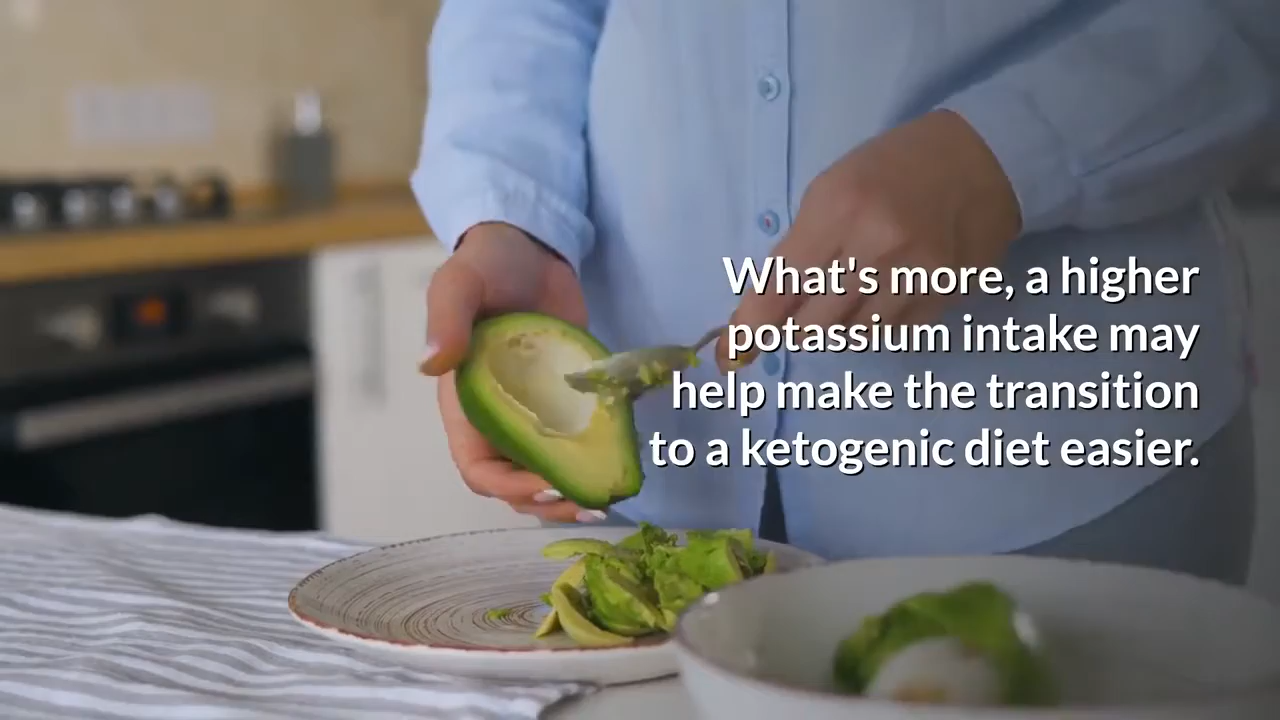 What's more, a higher
potassium intake may
help make the transition
to a ketogenic diet easier.